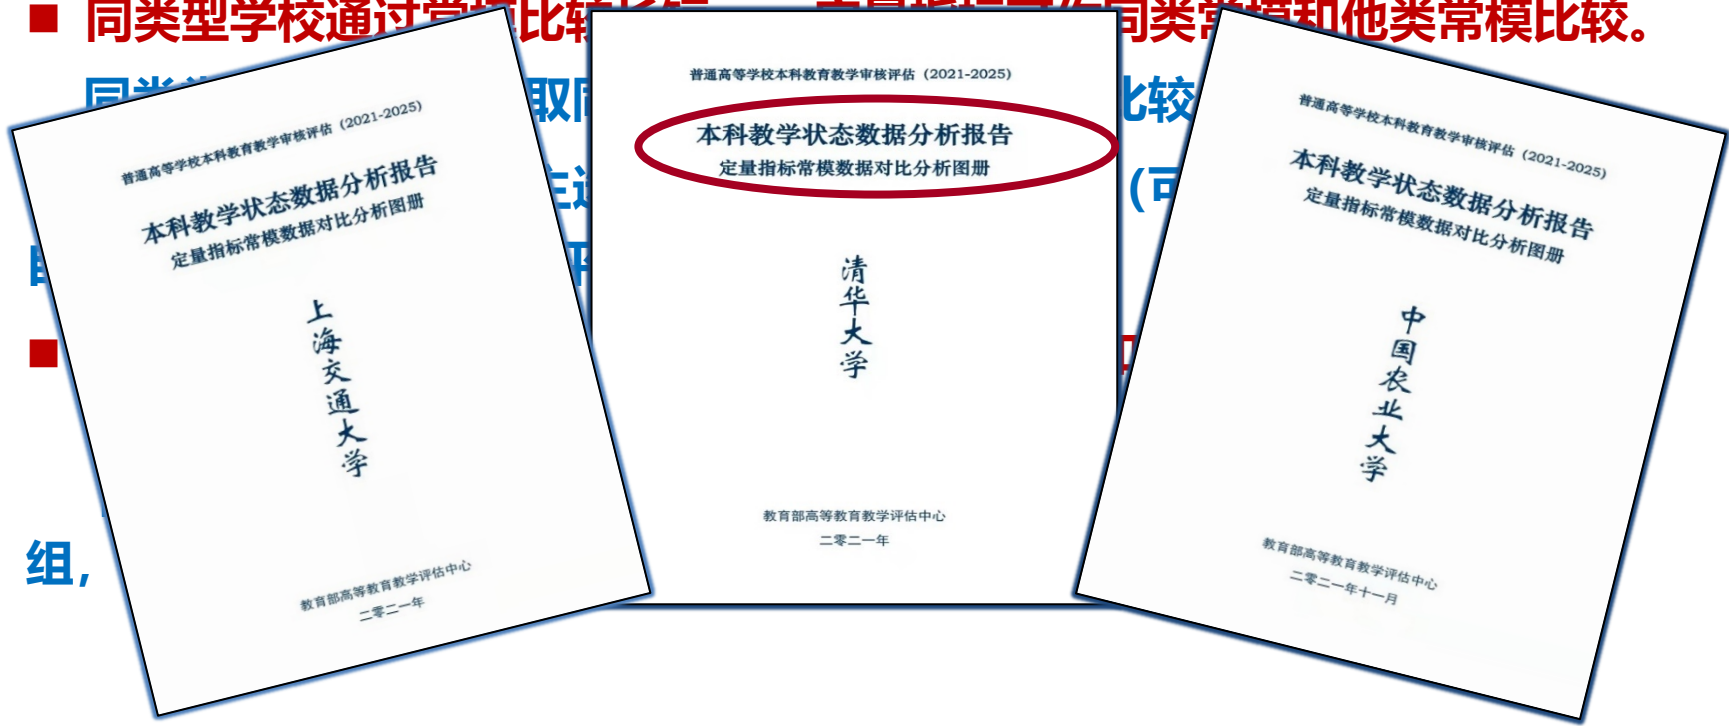 同类型学校通过常模比较长短
定量指标可作同类常模和他类常模比较。
同类
取同
比较
主
（可
组，
普通高等学校本科教育教学审核评估（2021-2025）
本科教学状态数据分析报告
定量指标常模数据对比分析图册
上海交通大学
教育部高等教育教学评估中心
二零二一年
普通高等学校本科教育教学审核评估（2021-2025）
本科教学状态数据分析报告
定量指标常模数据对比分析图册
清华大学
教育部高等教育教学评估中心
二零二一年
普通高等学校本科教育教学审核评估（2021-2025）
本科教学状态数据分析报告
定量指标常模数据对比分析图册
中国农业大学
教育部高等教育教学评估中心
二零二一年十一月